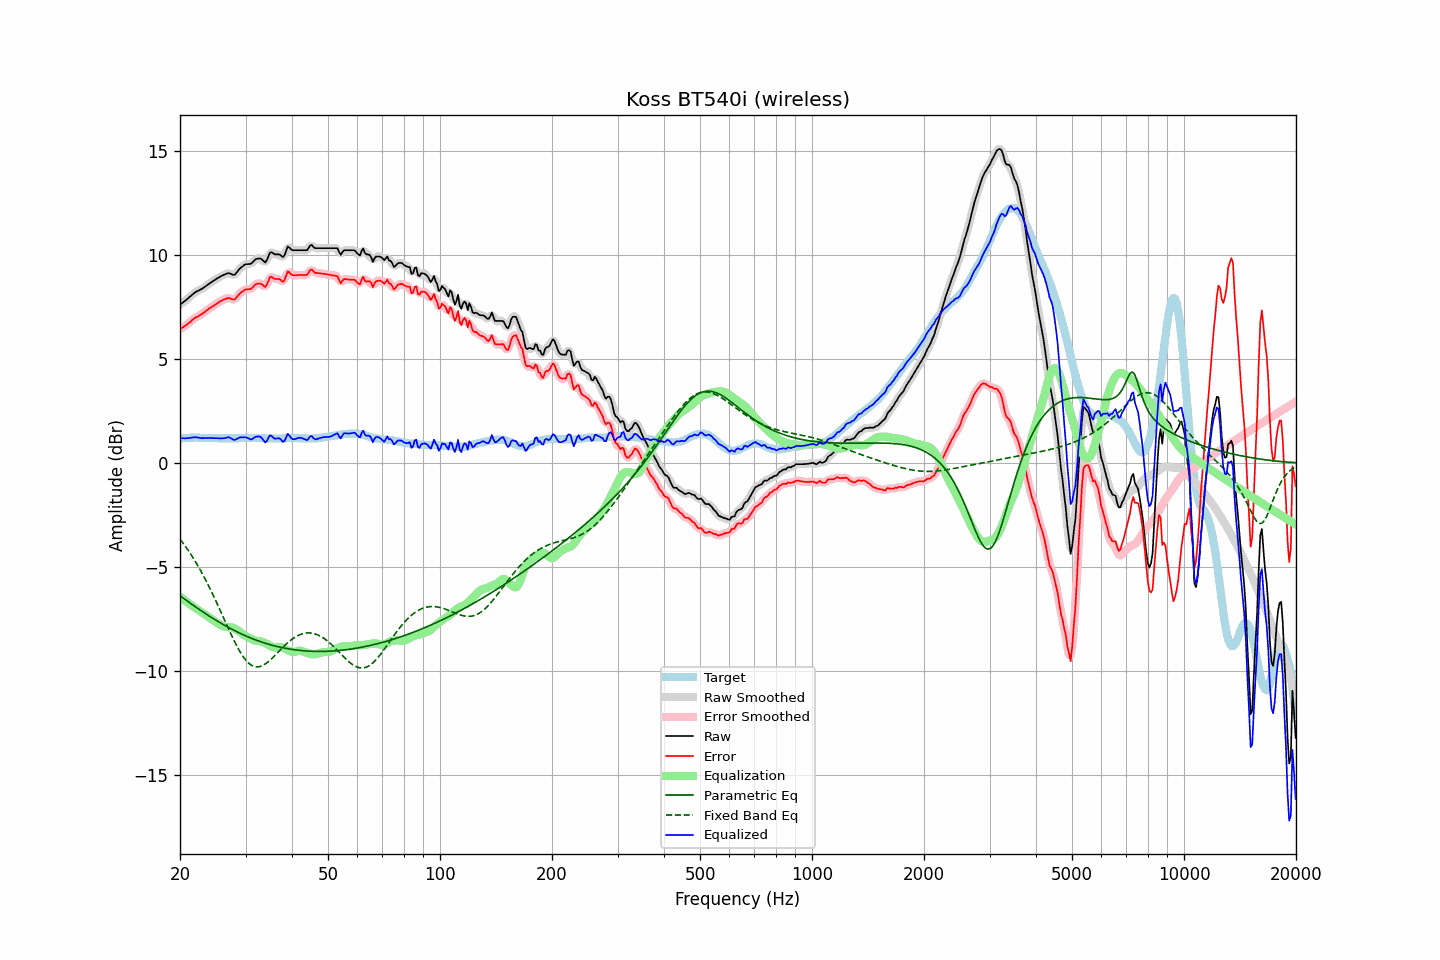 Koss BT540i (wireless)
Amplitude (dBr)
15
10
5
0
−5
−10
−15
Target
Raw Smoothed
Error Smoothed
Raw
Error
Equalization
Parametric Eq
Fixed Band Eq
Equalized
20
50
100
200
500
1000
2000
5000
10000
20000
Frequency (Hz)